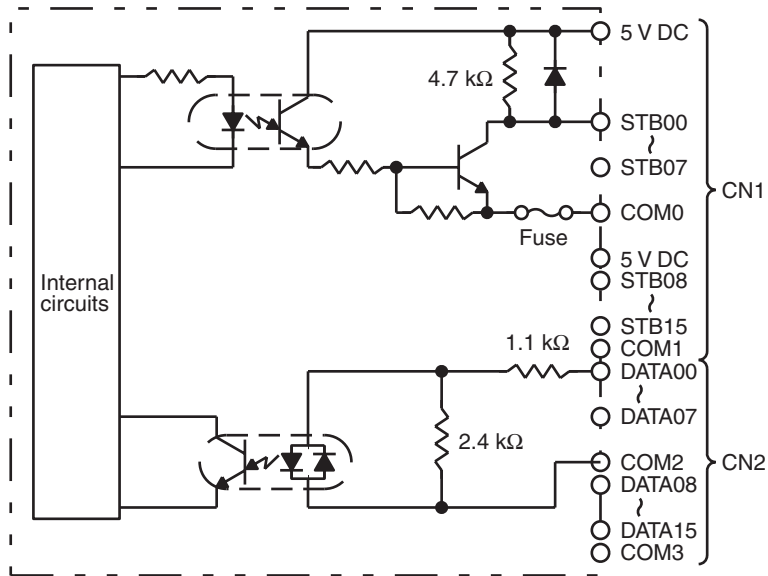 5 V DC
4.7 kΩ
STB00
~
STB07
CN1
COM0
Fuse
5 V DC
STB08
~
Internal
circuits
STB15
1.1 kΩ
COM1
DATA00
~
DATA07
2.4 kΩ
COM2
CN2
DATA08
~
DATA15
COM3